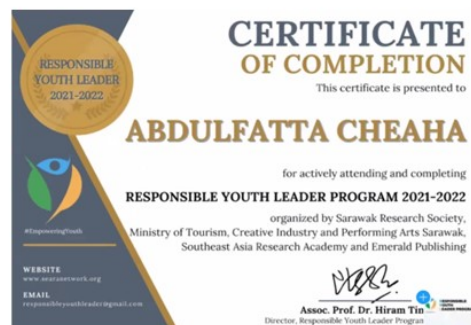 RESPONSIBLE
YOUTH LEADER
2021-2022
#EmpoweringYouth
WEBSITE
www.searanetwork.org
EMAIL
responsibleyouthleader@gmail.com
CERTIFICATE
OF COMPLETION
This certificate is presented to
ABDULFATTA CHEAHA
for actively attending and completing
RESPONSIBLE YOUTH LEADER PROGRAM 2021-2022
organized by Sarawak Research Society,
Ministry of Tourism, Creative Industry and Performing Arts Sarawak,
Southeast Asia Research Academy and Emerald Publishing
Assoc. Prof. Dr. Hiram Tin
Director, Responsible Youth Leader Program